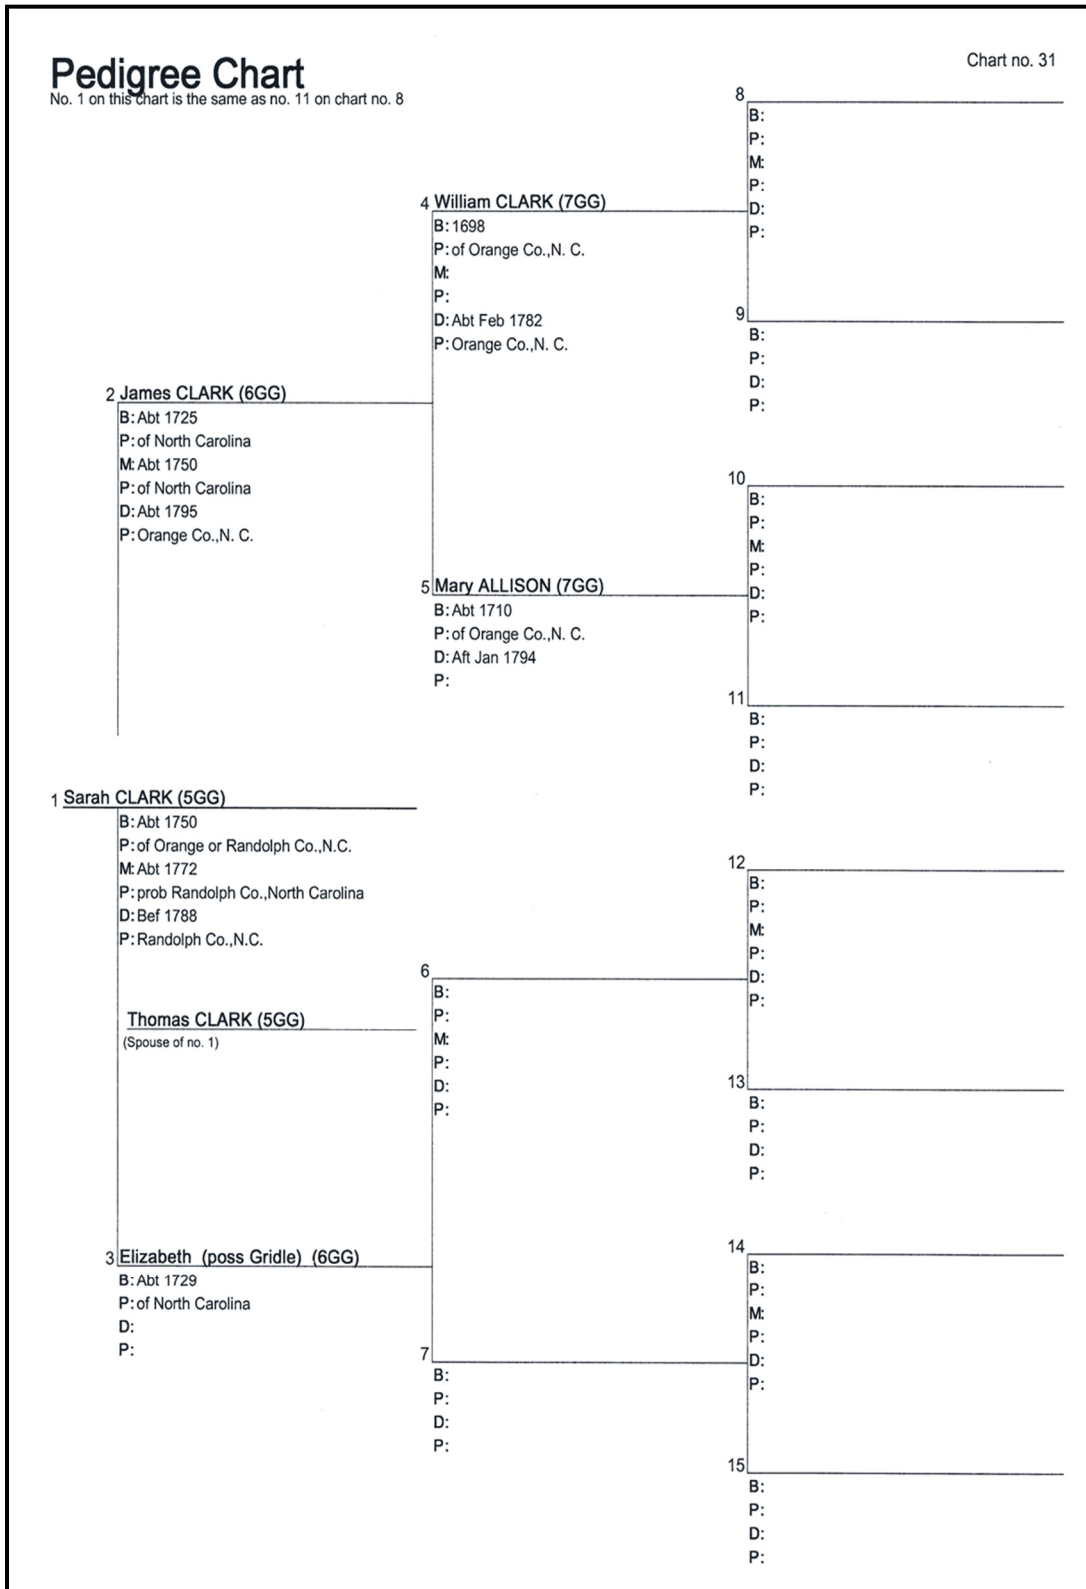 Pedigree Chart
No. 1 on this chart is the same as no. 11 on chart no. 8
Chart no. 31
8
B:
P:
M:
P:
D:
P:
4 William CLARK (7GG)
B: 1698
P: of Orange Co.,N. C.
M:
P:
D: Abt Feb 1782
P: Orange Co.,N. C.
9
B:
P:
D:
P:
2 James CLARK (6GG)
B: Abt 1725
P: of North Carolina
M: Abt 1750
P: of North Carolina
D: Abt 1795
P: Orange Co.,N. C.
10
B:
P:
M:
P:
D:
P:
5 Mary ALLISON (7GG)
B: Abt 1710
P: of Orange Co.,N. C.
D: Aft Jan 1794
P:
11
B:
P:
D:
P:
1 Sarah CLARK (5GG)
B: Abt 1750
P: of Orange or Randolph Co.,N.C.
M: Abt 1772
P: prob Randolph Co.,North Carolina
D: Bef 1788
P: Randolph Co.,N.C.
Thomas CLARK (5GG)
(Spouse of no. 1)
12
B:
P:
M:
P:
D:
P:
6
B:
P:
M:
P:
D:
P:
13
B:
P:
D:
P:
3 Elizabeth (poss Gridle) (6GG)
B: Abt 1729
P: of North Carolina
D:
P:
14
B:
P:
M:
P:
D:
P:
7
B:
P:
D:
P:
15
B:
P:
D:
P: